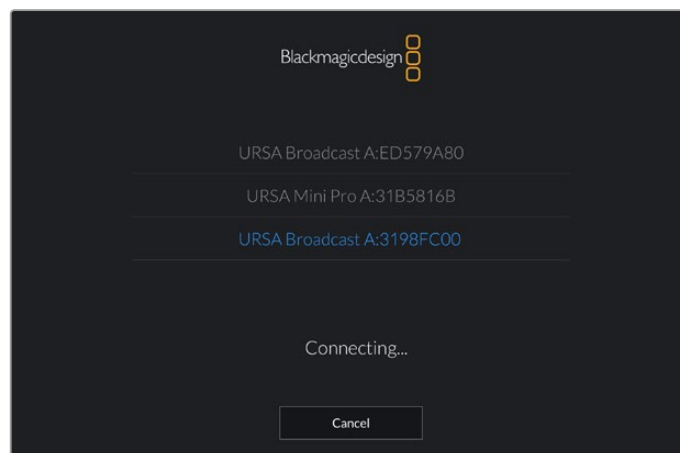 Blackmagicdesign
URSA Broadcast A:ED579A80
URSA Mini Pro A:31B5816B
URSA Broadcast A:3198FC00
Connecting...
Cancel